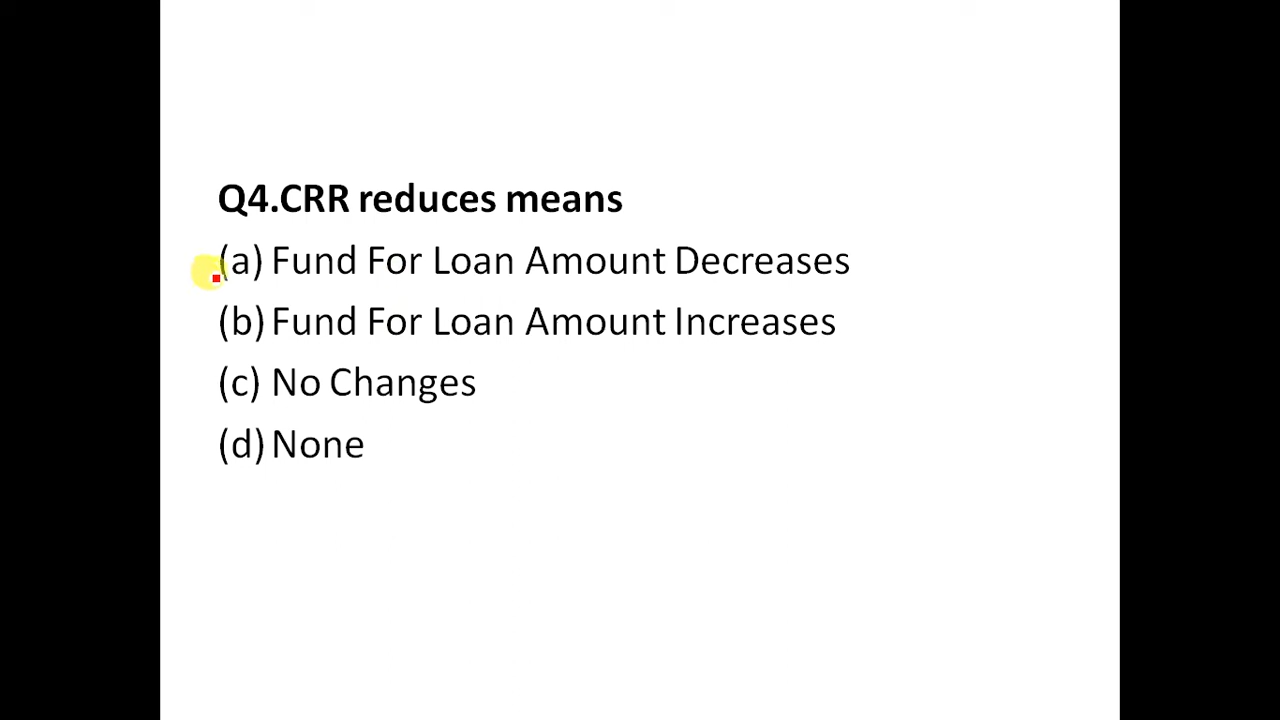 Q4.CRR reduces means
(a) Fund For Loan Amount Decreases
(b) Fund For Loan Amount Increases
(c) No Changes
(d) None